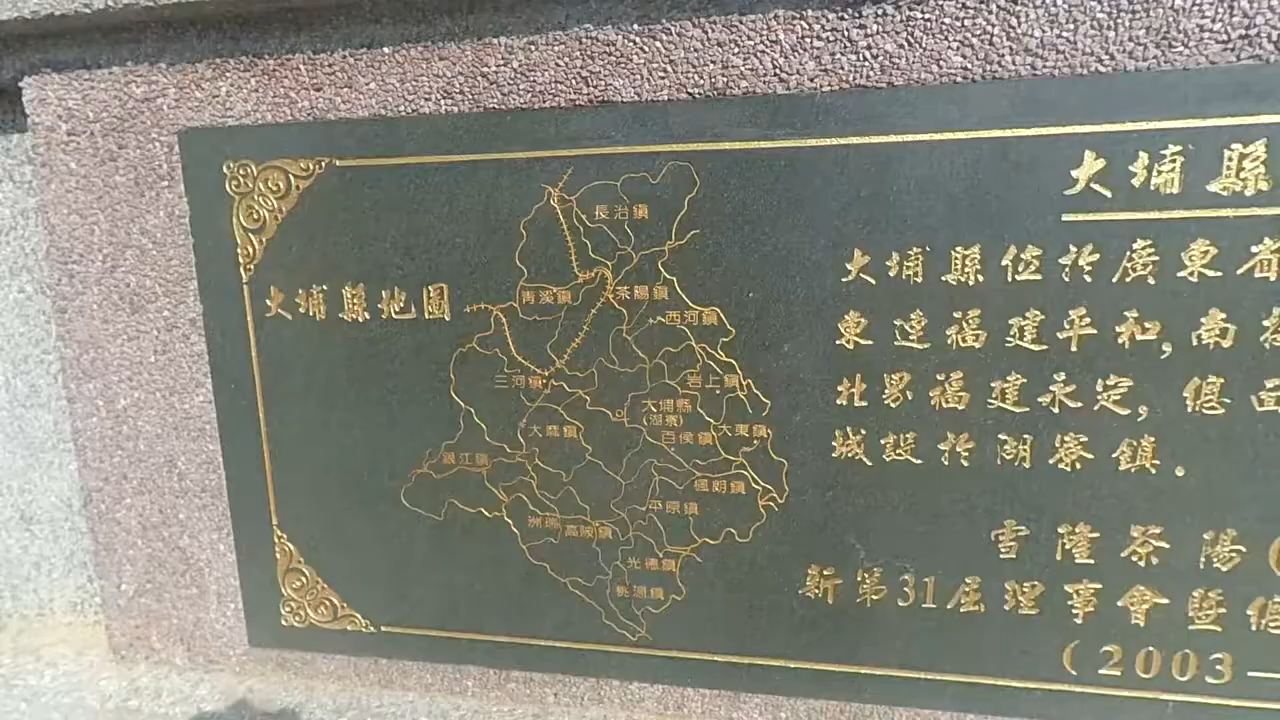 大埔縣
大埔縣地圖
長治鎮
青溪鎮
茶陽鎮
西河鎮
三河鎮
岩上鎮
大埔縣
(湖寮)
大麻鎮
百侯鎮
大東鎮
銀江鎮
楓朗鎮
平原鎮
洲瑞
高陂鎮
光德鎮
桃源鎮
大埔縣位於廣東省
東連福建平和,南
北界福建永定,總面
城設於湖寮鎮.
雪隆茶陽(
新第31屆理事會暨
(2003—